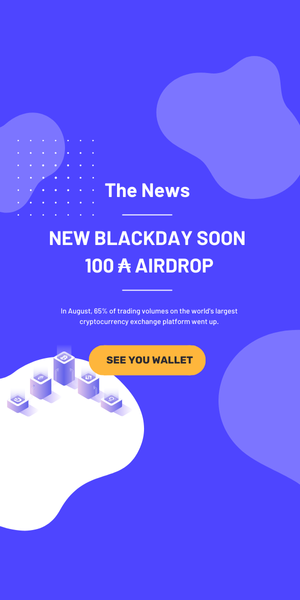 The News
NEW BLACKDAY SOON
100 ₳ AIRDROP
In August, 65% of trading volumes on the world's largest
cryptocurrency exchange platform went up.
SEE YOU WALLET